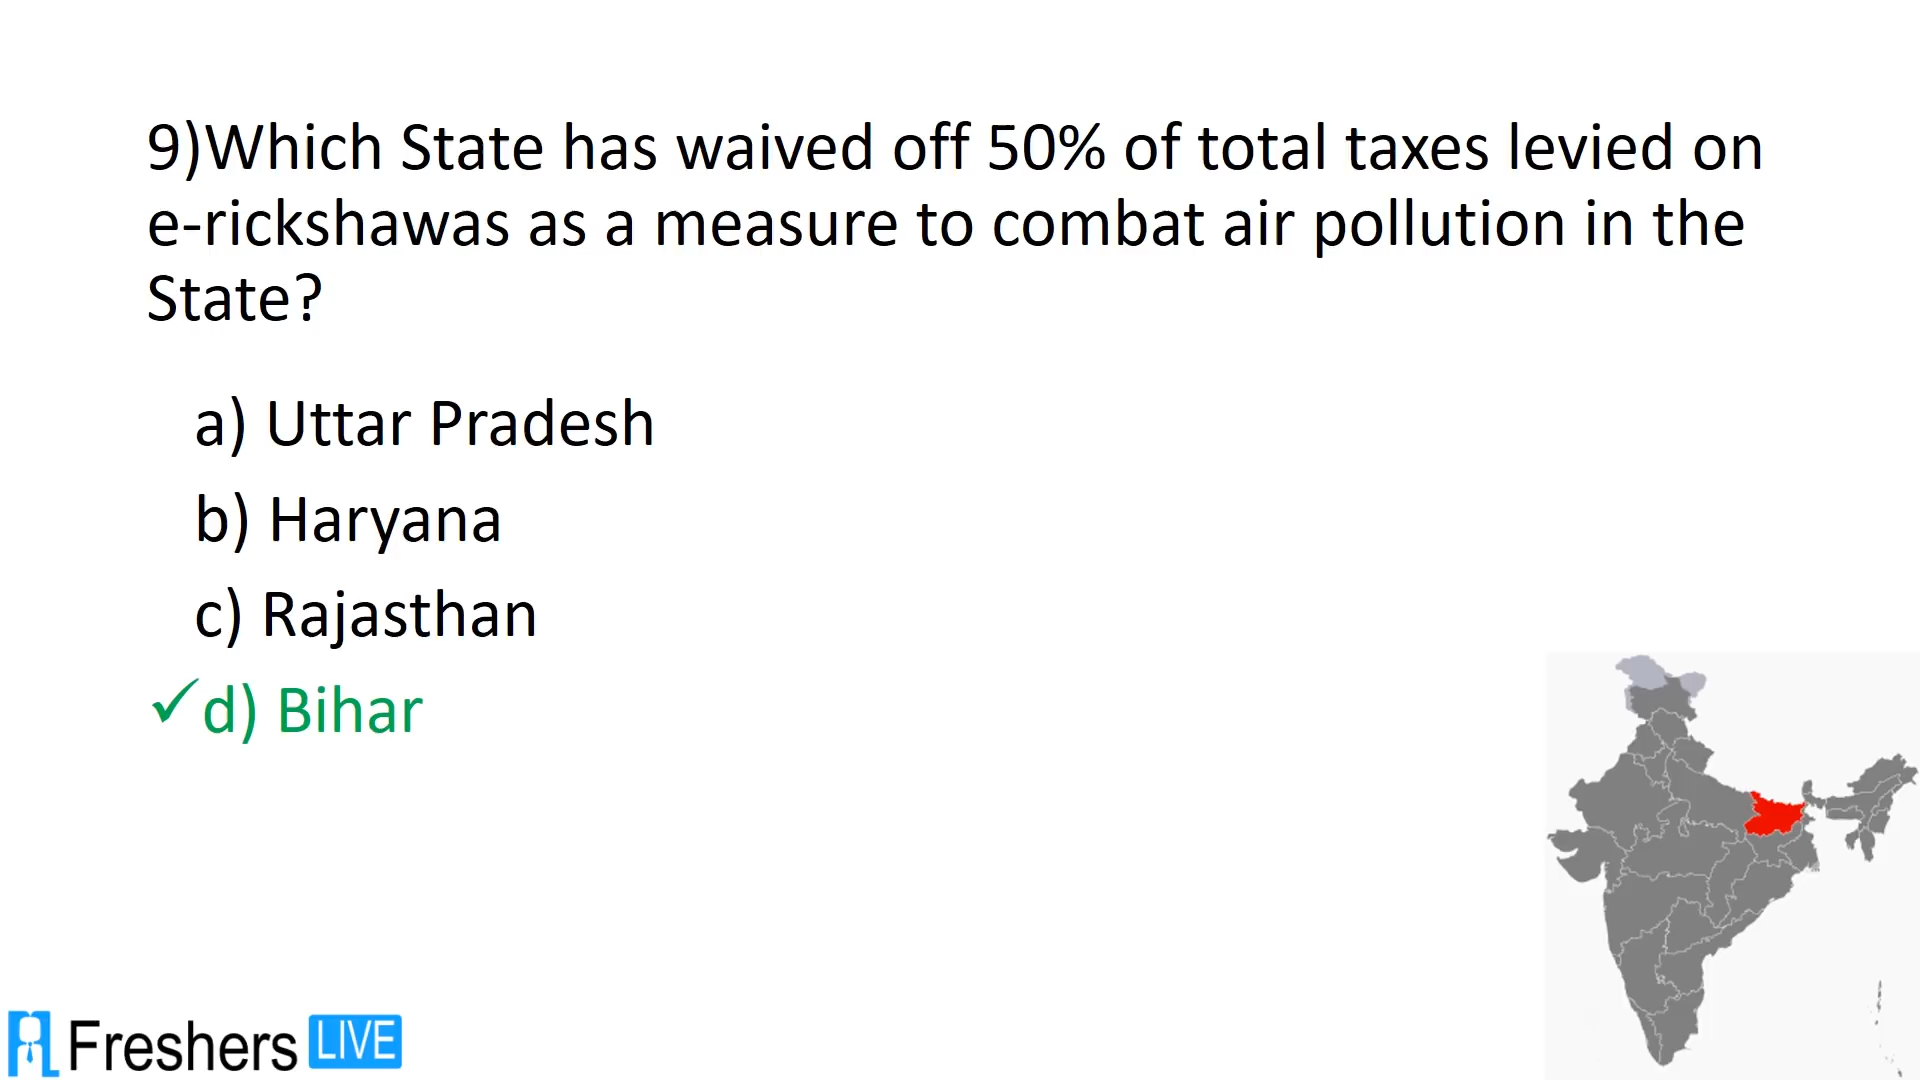 9)Which State has waived off 50% of total taxes levied on
e-rickshawas as a measure to combat air pollution in the
State?
a) Uttar Pradesh
b) Haryana
c) Rajasthan
✓d) Bihar
Freshers LIVE